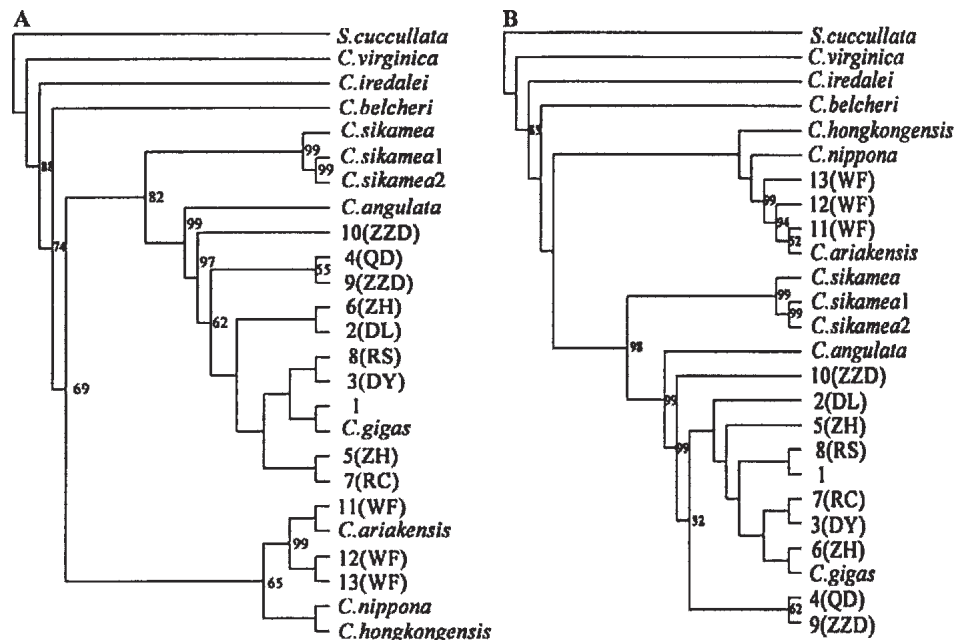 A
S.cuccullata
C.virginica
C.iredalei
C.belcheri
C.sikamea
99
C.sikamea1
99
C.sikamea2
88
82
C.angulata
99
10(ZZD)
74
97
4(QD)
55
9(ZZD)
6(ZH)
62
2(DL)
8(RS)
3(DY)
69
1
C.gigas
5(ZH)
7(RC)
11(WF)
C.ariakensis
99
12(WF)
65
13(WF)
C.nippona
C.hongkongensis
B
S.cuccullata
C.virginica
C.iredalei
C.belcheri
83
C.hongkongensis
C.nippona
13(WF)
99
12(WF)
94
11(WF)
52
C.ariakensis
C.sikamea
99
C.sikamea1
99
C.sikamea2
98
C.angulata
10(ZZD)
99
2(DL)
5(ZH)
99
8(RS)
1
7(RC)
52
3(DY)
6(ZH)
C.gigas
4(QD)
62
9(ZZD)